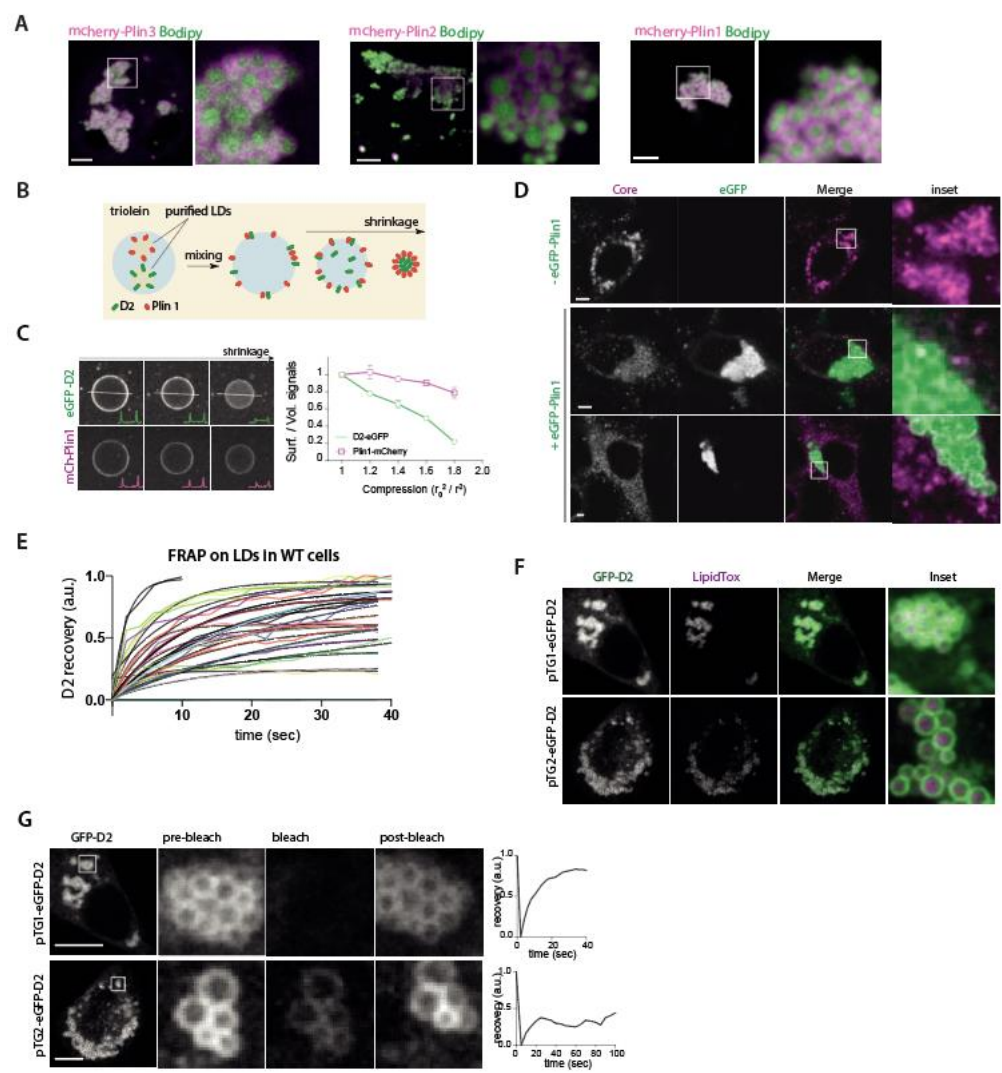 A
mcherry-Plin3 Bodipy
mcherry-Plin2 Bodipy
mcherry-Plin1 Bodipy
B
triolein
purified LDs
mixing
shrinkage
D2
Plin 1
C
shrinkage
eGFP-D2
mCh-Plin1
Surf. / Vol. signals
1.0
0.8
0.6
0.4
0.2
0
D2-eGFP
Plin1-mCherry
1 1.2 1.4 1.6 1.8 2.0
Compression (r₀² / r²)
D
Core eGFP Merge inset
- eGFP-Plin1
+ eGFP-Plin1
E
FRAP on LDs in WT cells
D2 recovery (a.u.)
1.0
0.5
0.0
10 20 30 40
time (sec)
F
GFP-D2 LipidTox Merge Inset
pTG1-eGFP-D2
pTG2-eGFP-D2
G
GFP-D2 pre-bleach bleach post-bleach
pTG1-eGFP-D2
recovery (a.u.)
1.0
0.5
0.0
0 20 40
time (sec)
pTG2-eGFP-D2
recovery (a.u.)
1.0
0.5
0.0
0 20 40 60 80 100
time (sec)